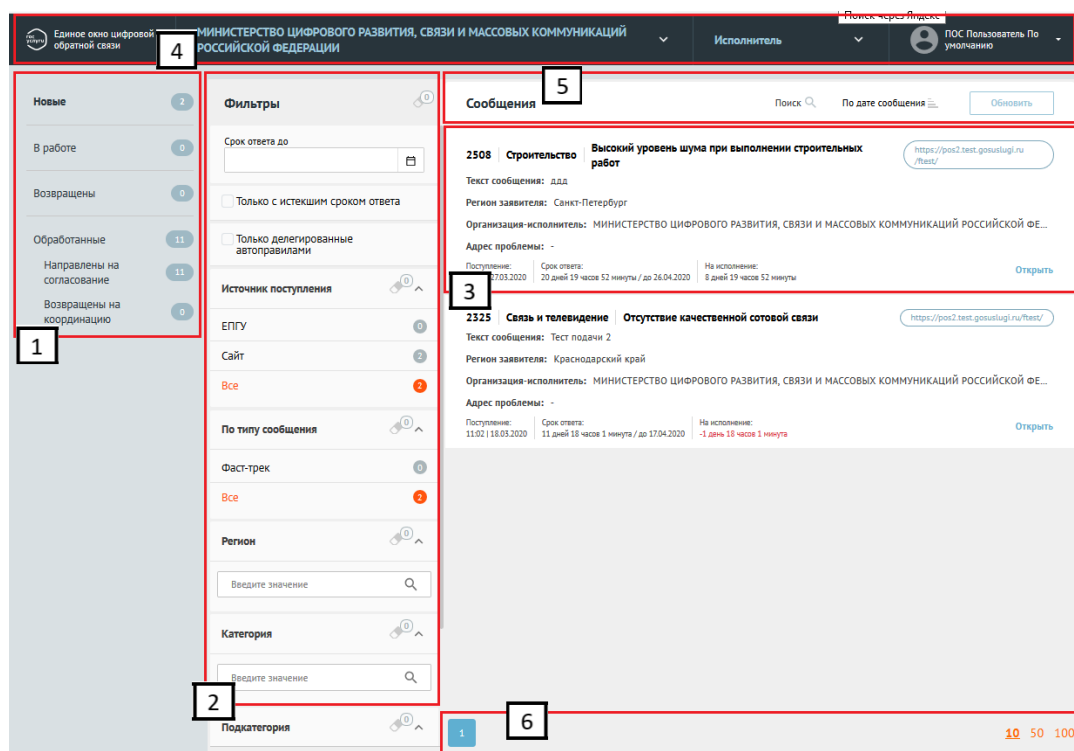 Поиск через Яндекс
гос
услуги
Единое окно цифровой
обратной связи
4
МИНИСТЕРСТВО ЦИФРОВОГО РАЗВИТИЯ, СВЯЗИ И МАССОВЫХ КОММУНИКАЦИЙ
РОССИЙСКОЙ ФЕДЕРАЦИИ
Исполнитель
ПОС Пользователь По
умолчанию
Новые 2
В работе 0
Возвращены 0
Обработанные 11
Направлены на
согласование 11
Возвращены на
координацию 0
1
Фильтры 0
Срок ответа до
Только с истекшим сроком ответа
Только делегированные
автоправилами
Источник поступления 0
ЕПГУ 0
Сайт 2
Все 2
По типу сообщения 0
Фаст-трек 0
Все 2
Регион 0
Введите значение
Категория 0
Введите значение
2
Подкатегория 0
Сообщения
5
Поиск
По дате сообщения
Обновить
2508 Строительство Высокий уровень шума при выполнении строительных
работ
https://pos2.test.gosuslugi.ru
/ftest/
Текст сообщения: ддд
Регион заявителя: Санкт-Петербург
Организация-исполнитель: МИНИСТЕРСТВО ЦИФРОВОГО РАЗВИТИЯ, СВЯЗИ И МАССОВЫХ КОММУНИКАЦИЙ РОССИЙСКОЙ ФЕ...
Адрес проблемы: -
Поступление: Срок ответа: На исполнение:
27.03.2020 20 дней 19 часов 52 минуты / до 26.04.2020 8 дней 19 часов 52 минуты
Открыть
3
2325 Связь и телевидение Отсутствие качественной сотовой связи
https://pos2.test.gosuslugi.ru/ftest/
Текст сообщения: Тест подачи 2
Регион заявителя: Краснодарский край
Организация-исполнитель: МИНИСТЕРСТВО ЦИФРОВОГО РАЗВИТИЯ, СВЯЗИ И МАССОВЫХ КОММУНИКАЦИЙ РОССИЙСКОЙ ФЕ...
Адрес проблемы: -
Поступление: Срок ответа: На исполнение:
11:02 | 18.03.2020 11 дней 18 часов 1 минута / до 17.04.2020 -1 день 18 часов 1 минута
Открыть
1
6
10 50 100